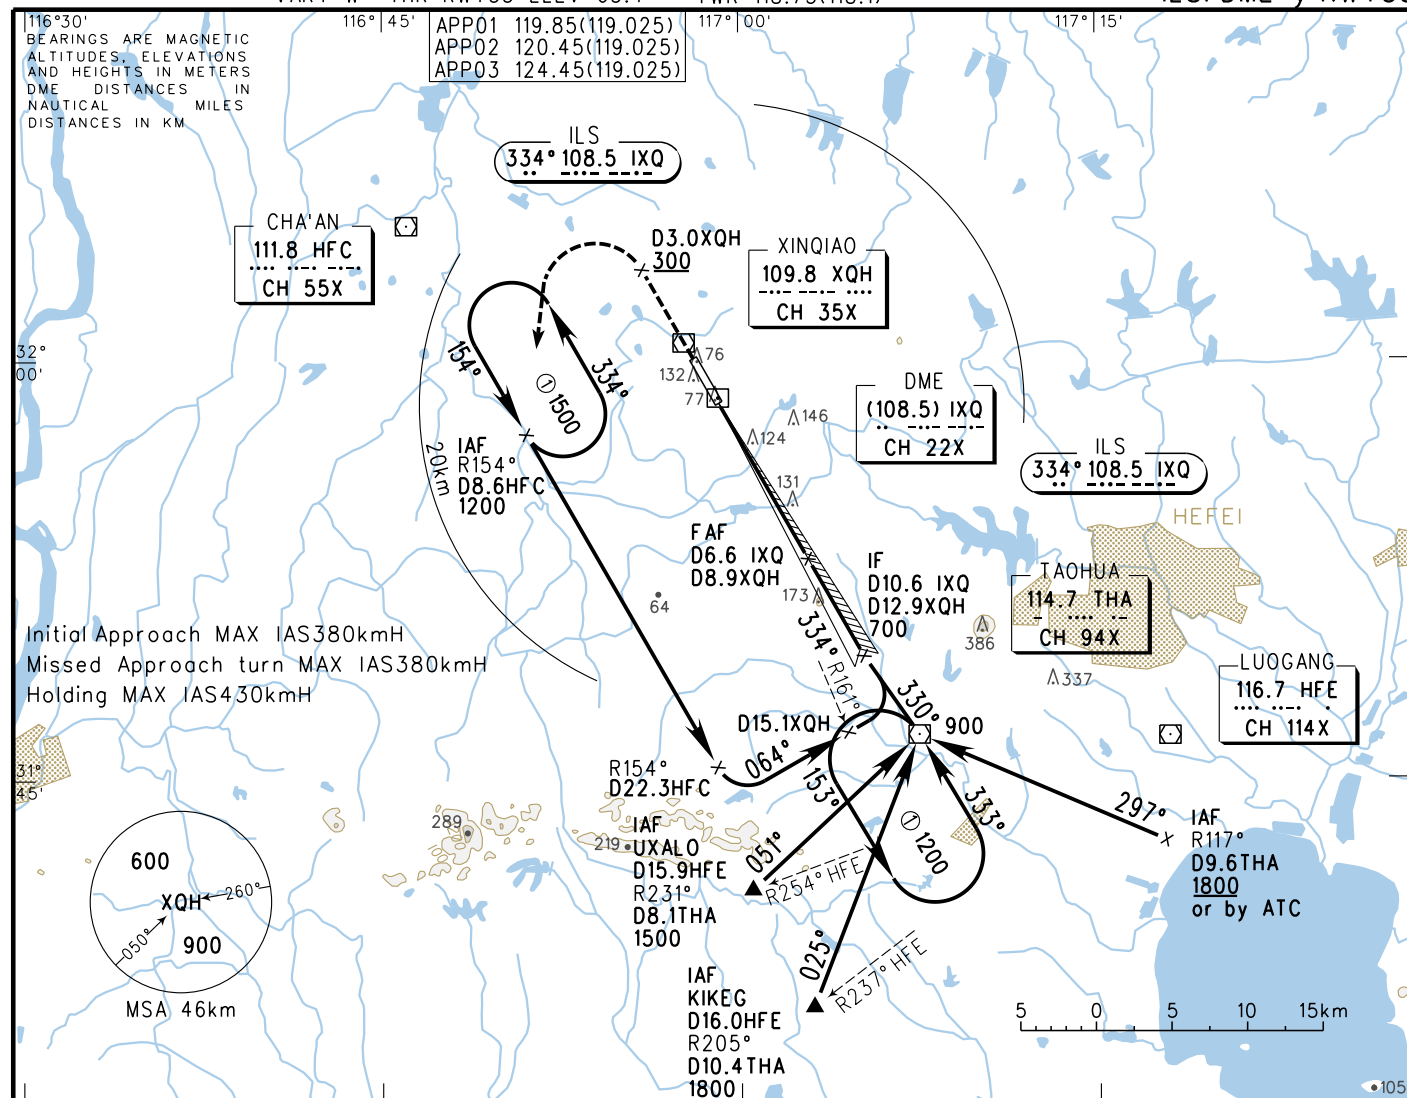 116°30'
116°45'
117°00'
117°15'
BEARINGS ARE MAGNETIC
ALTITUDES, ELEVATIONS
AND HEIGHTS IN METERS
DME DISTANCES IN
NAUTICAL MILES
DISTANCES IN KM
APP01 119.85(119.025)
APP02 120.45(119.025)
APP03 124.45(119.025)
ILS
334° 108.5 IXQ
CHA'AN
111.8 HFC
CH 55X
D3.0XQH
300
XINQIAO
109.8 XQH
CH 35X
32°
00'
154°
334°
① 1500
76
132
77
DME
(108.5) IXQ
CH 22X
146
124
131
20km
IAF
R154°
D8.6HFC
1200
ILS
334° 108.5 IXQ
HEFEI
FAF
D6.6 IXQ
D8.9XQH
IF
D10.6 IXQ
D12.9XQH
700
TAOHUA
114.7 THA
CH 94X
173
64
386
337
334°
R161°
Initial Approach MAX IAS380kmH
Missed Approach turn MAX IAS380kmH
Holding MAX IAS430kmH
LUOGANG
116.7 HFE
CH 114X
330°
900
D15.1XQH
064°
153°
333°
① 1200
R154°
D22.3HFC
31°
45'
297°
IAF
R117°
D9.6THA
1800
or by ATC
289
219
IAF
UXALO
D15.9HFE
R231°
D8.1THA
1500
051°
R254° HFE
600
XQH
260°
050°
900
MSA 46km
025°
R237° HFE
IAF
KIKEG
D16.0HFE
R205°
D10.4THA
1800
5 0 5 10 15km
105